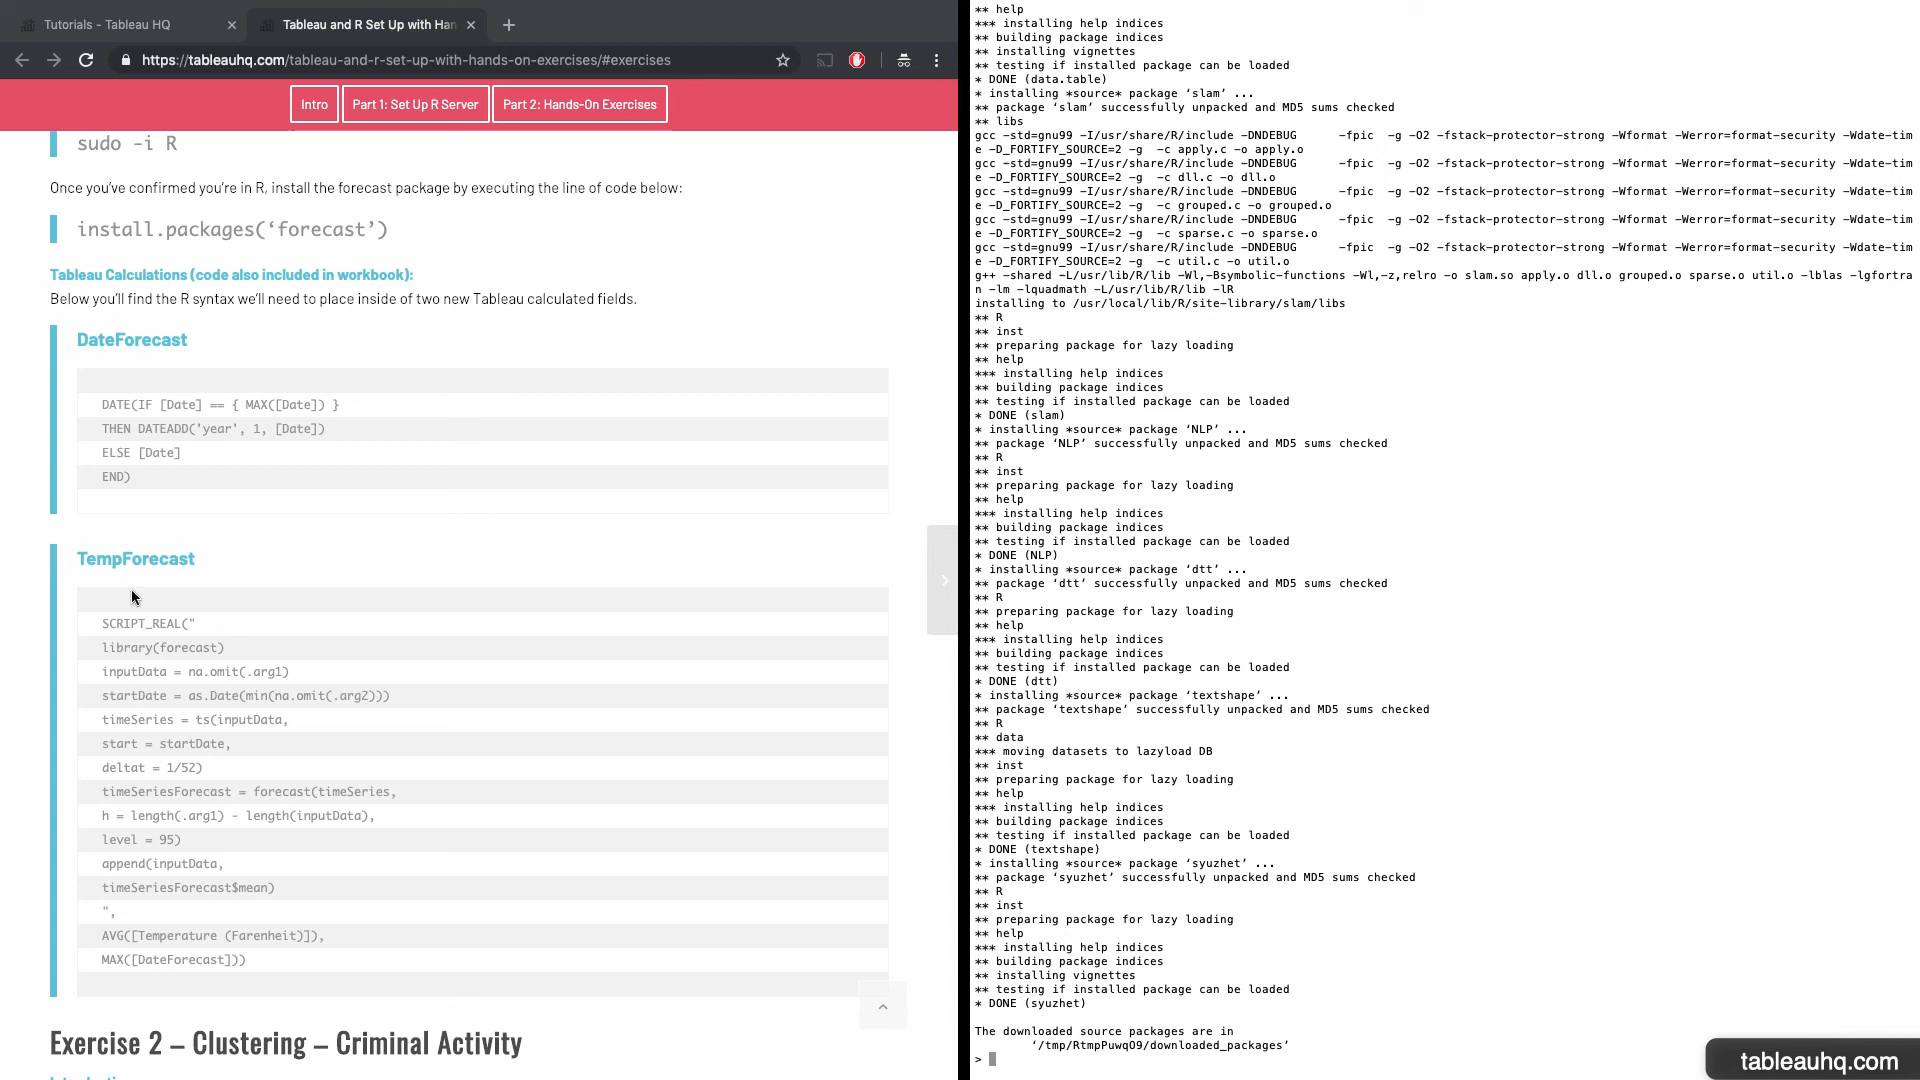 Tutorials - Tableau HQ
Tableau and R Set Up with Han
https://tableauhq.com/tableau-and-r-set-up-with-hands-on-exercises/#exercises
Intro
Part 1: Set Up R Server
Part 2: Hands-On Exercises
sudo -i R
Once you’ve confirmed you’re in R, install the forecast package by executing the line of code below:
install.packages(‘forecast’)
Tableau Calculations (code also included in workbook):
Below you’ll find the R syntax we’ll need to place inside of two new Tableau calculated fields.
DateForecast
DATE(IF [Date] == { MAX([Date]) }
THEN DATEADD('year', 1, [Date])
ELSE [Date]
END)
TempForecast
SCRIPT_REAL("
library(forecast)
inputData = na.omit(.arg1)
startDate = as.Date(min(na.omit(.arg2)))
timeSeries = ts(inputData,
start = startDate,
deltat = 1/52)
timeSeriesForecast = forecast(timeSeries,
h = length(.arg1) - length(inputData),
level = 95)
append(inputData,
timeSeriesForecast$mean)
",
AVG([Temperature (Farenheit)]),
MAX([DateForecast]))
Exercise 2 – Clustering – Criminal Activity
** help
*** installing help indices
** building package indices
** installing vignettes
** testing if installed package can be loaded
* DONE (data.table)
* installing *source* package ‘slam’ ...
** package ‘slam’ successfully unpacked and MD5 sums checked
** libs
gcc -std=gnu99 -I/usr/share/R/include -DNDEBUG      -fpic  -g -O2 -fstack-protector-strong -Wformat -Werror=format-security -Wdate-tim
e -D_FORTIFY_SOURCE=2 -g  -c apply.c -o apply.o
gcc -std=gnu99 -I/usr/share/R/include -DNDEBUG      -fpic  -g -O2 -fstack-protector-strong -Wformat -Werror=format-security -Wdate-tim
e -D_FORTIFY_SOURCE=2 -g  -c dll.c -o dll.o
gcc -std=gnu99 -I/usr/share/R/include -DNDEBUG      -fpic  -g -O2 -fstack-protector-strong -Wformat -Werror=format-security -Wdate-tim
e -D_FORTIFY_SOURCE=2 -g  -c grouped.c -o grouped.o
gcc -std=gnu99 -I/usr/share/R/include -DNDEBUG      -fpic  -g -O2 -fstack-protector-strong -Wformat -Werror=format-security -Wdate-tim
e -D_FORTIFY_SOURCE=2 -g  -c sparse.c -o sparse.o
gcc -std=gnu99 -I/usr/share/R/include -DNDEBUG      -fpic  -g -O2 -fstack-protector-strong -Wformat -Werror=format-security -Wdate-tim
e -D_FORTIFY_SOURCE=2 -g  -c util.c -o util.o
g++ -shared -L/usr/lib/R/lib -Wl,-Bsymbolic-functions -Wl,-z,relro -o slam.so apply.o dll.o grouped.o sparse.o util.o -lblas -lgfortra
n -lm -lquadmath -L/usr/lib/R/lib -lR
installing to /usr/local/lib/R/site-library/slam/libs
** R
** inst
** preparing package for lazy loading
** help
*** installing help indices
** building package indices
** testing if installed package can be loaded
* DONE (slam)
* installing *source* package ‘NLP’ ...
** package ‘NLP’ successfully unpacked and MD5 sums checked
** R
** inst
** preparing package for lazy loading
** help
*** installing help indices
** building package indices
** testing if installed package can be loaded
* DONE (NLP)
* installing *source* package ‘dtt’ ...
** package ‘dtt’ successfully unpacked and MD5 sums checked
** R
** preparing package for lazy loading
** help
*** installing help indices
** building package indices
** testing if installed package can be loaded
* DONE (dtt)
* installing *source* package ‘textshape’ ...
** package ‘textshape’ successfully unpacked and MD5 sums checked
** R
** data
*** moving datasets to lazyload DB
** inst
** preparing package for lazy loading
** help
*** installing help indices
** building package indices
** testing if installed package can be loaded
* DONE (textshape)
* installing *source* package ‘syuzhet’ ...
** package ‘syuzhet’ successfully unpacked and MD5 sums checked
** R
** inst
** preparing package for lazy loading
** help
*** installing help indices
** building package indices
** installing vignettes
** testing if installed package can be loaded
* DONE (syuzhet)
The downloaded source packages are in
‘/tmp/RtmpPuwqO9/downloaded_packages’
>
tableauhq.com